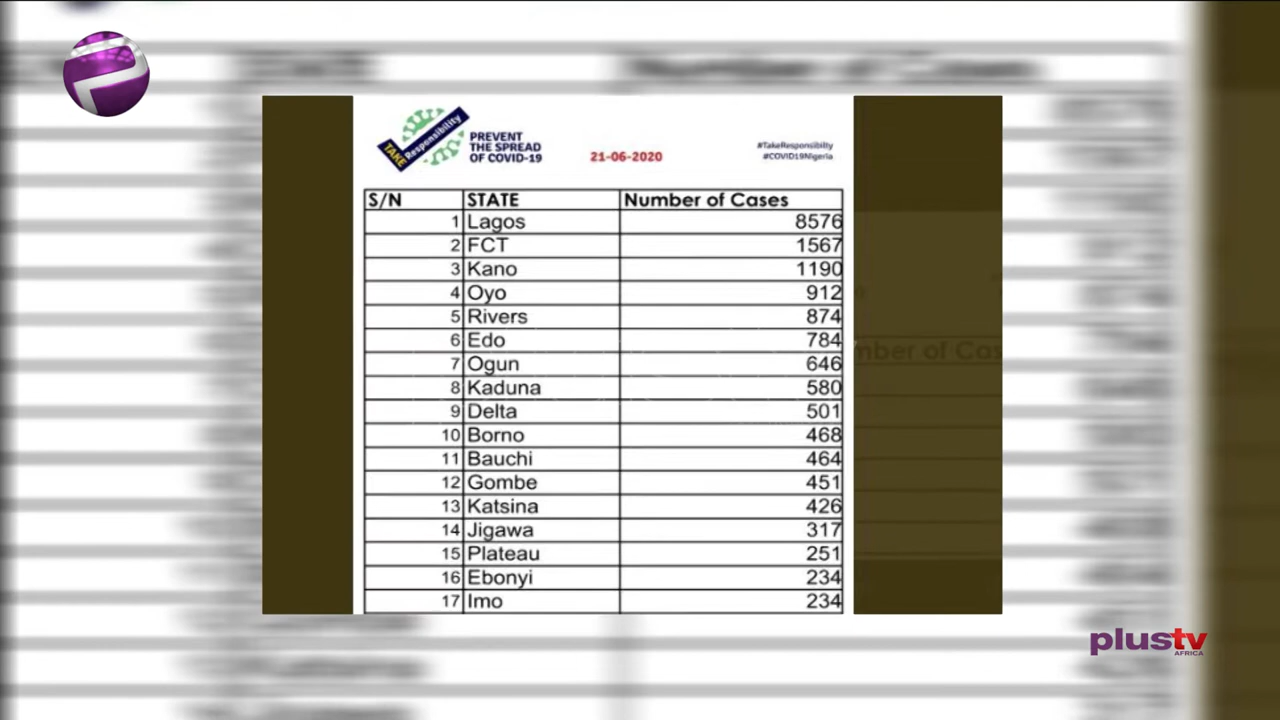 TAKE Responsibility
PREVENT
THE SPREAD
OF COVID-19
21-06-2020
#TakeResponsibility
#COVID19Nigeria
S/N STATE Number of Cases
1 Lagos 8576
2 FCT 1567
3 Kano 1190
4 Oyo 912
5 Rivers 874
6 Edo 784
7 Ogun 646
8 Kaduna 580
9 Delta 501
10 Borno 468
11 Bauchi 464
12 Gombe 451
13 Katsina 426
14 Jigawa 317
15 Plateau 251
16 Ebonyi 234
17 Imo 234
plustv
AFRICA